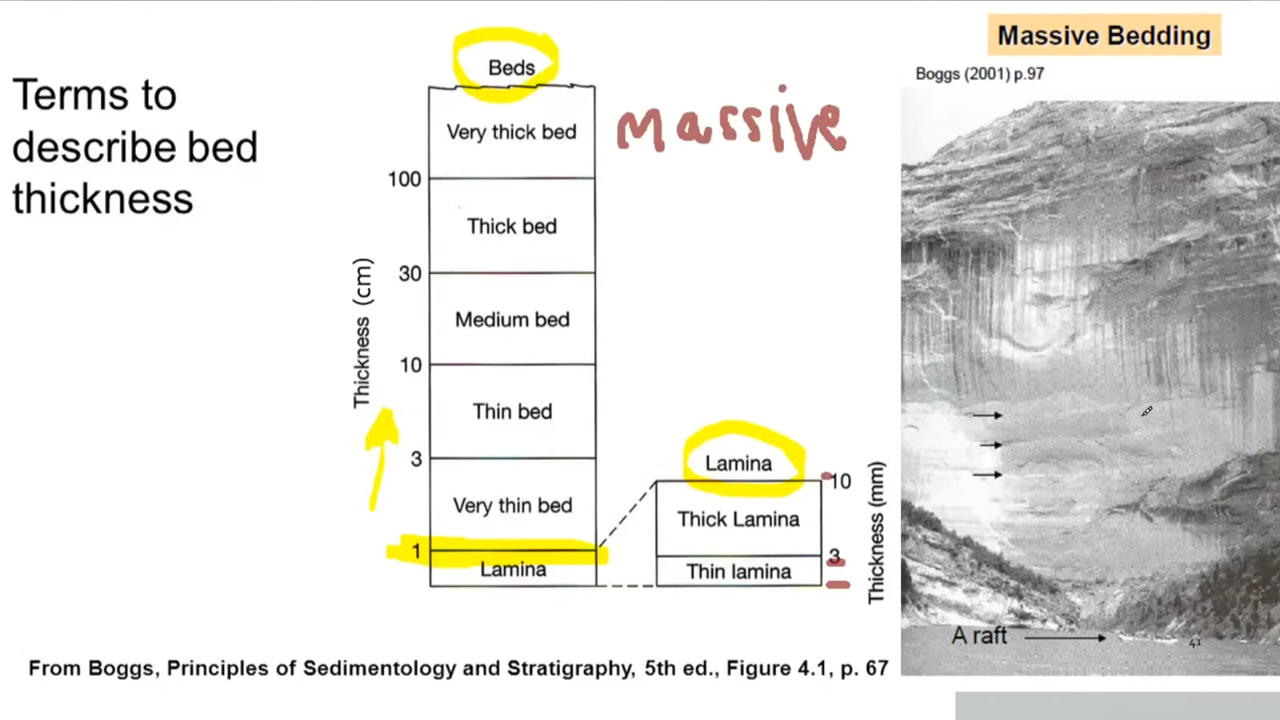 Terms to
describe bed
thickness
Beds
Very thick bed
massive
100
Thick bed
30
Medium bed
10
Thin bed
3
Very thin bed
1
Lamina
Thickness (cm)
Lamina
10
Thick Lamina
3
Thin lamina
Thickness (mm)
Massive Bedding
Boggs (2001) p.97
A raft
41
From Boggs, Principles of Sedimentology and Stratigraphy, 5th ed., Figure 4.1, p. 67